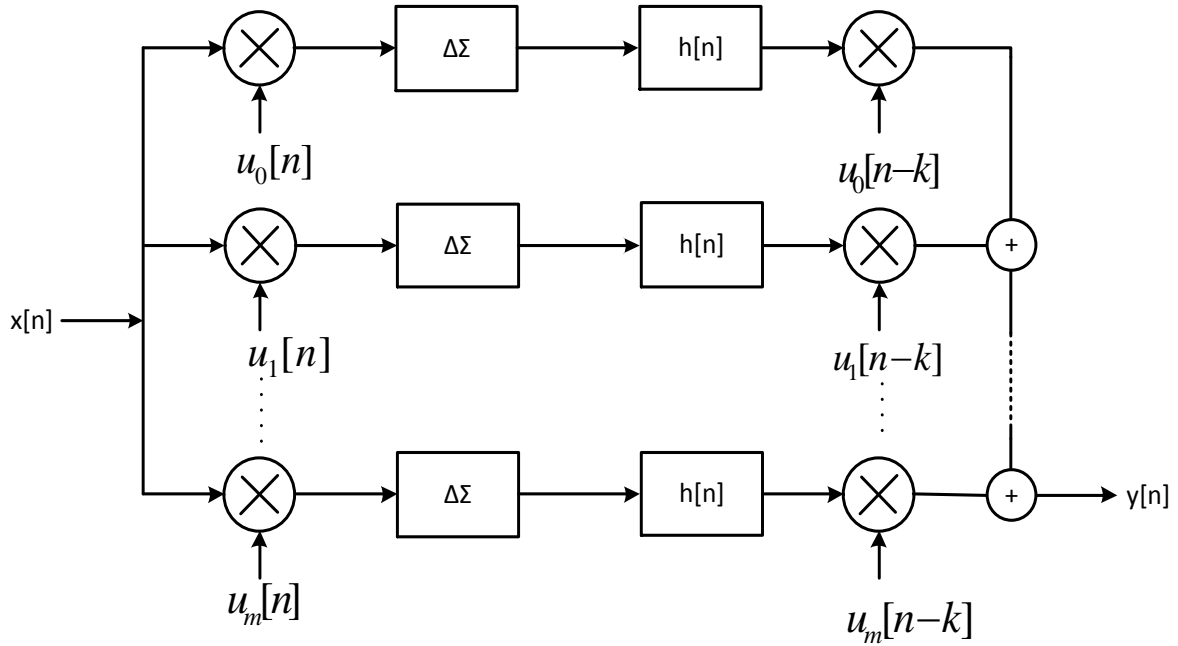 ΔΣ h[n]
u₀[n] u₀[n−k]
ΔΣ h[n] +
x[n]
u₁[n] u₁[n−k]
ΔΣ h[n] + y[n]
uₘ[n] uₘ[n−k]